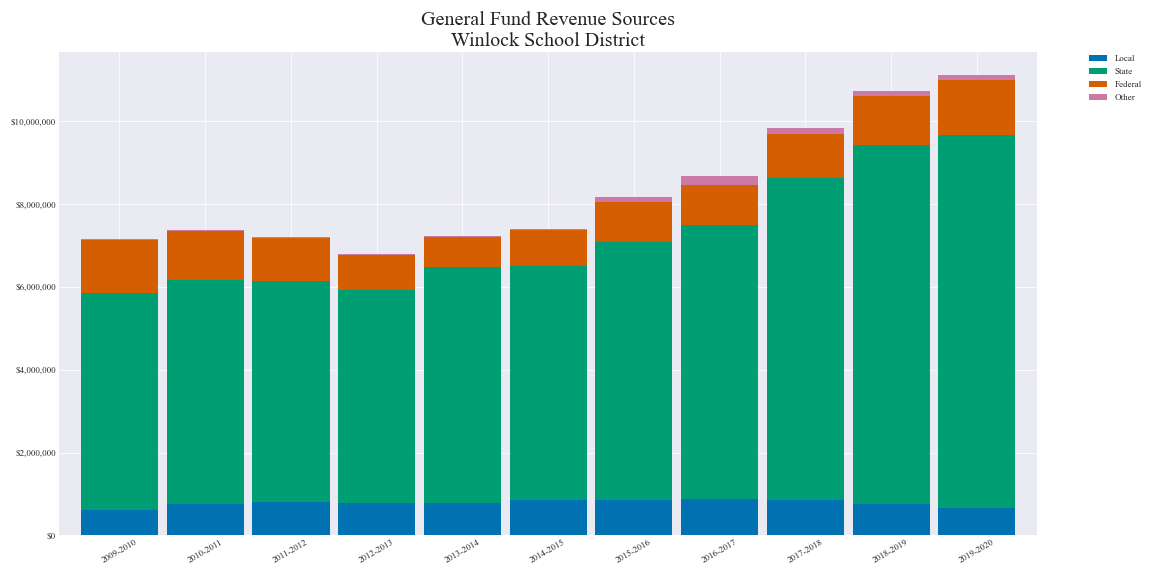 General Fund Revenue Sources
Winlock School District
Local
State
Federal
Other
$10,000,000
$8,000,000
$6,000,000
$4,000,000
$2,000,000
$0
2009-2010
2010-2011
2011-2012
2012-2013
2013-2014
2014-2015
2015-2016
2016-2017
2017-2018
2018-2019
2019-2020